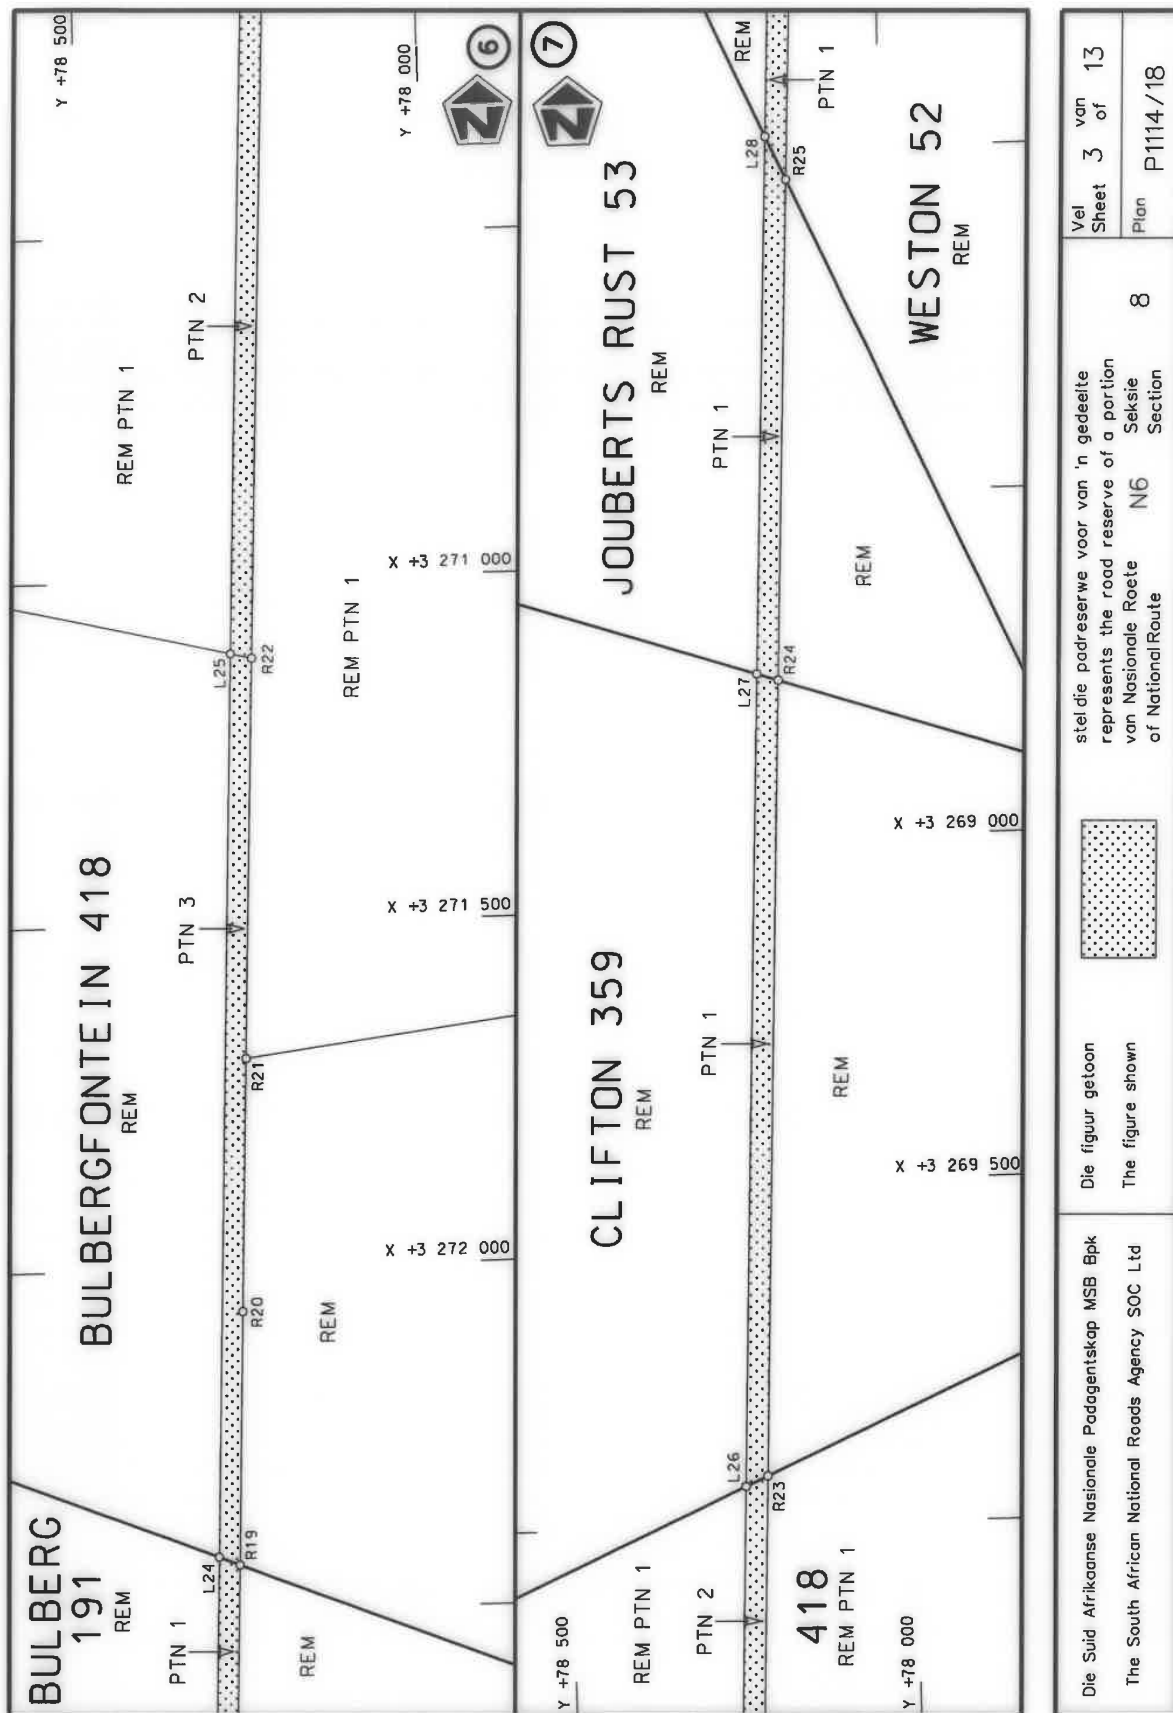 BULBERG
191
REM
PTN 1
REM
L24
R19
BULBERGFONTEIN 418
REM
PTN 3
REM
R20
R21
L25
R22
REM PTN 1
PTN 2
REM PTN 1
X +3 272 000
X +3 271 500
X +3 271 000
Y +78 500
Y +78 000
N
6
7
N
Y +78 500
REM PTN 1
PTN 2
418
REM PTN 1
Y +78 000
L26
R23
CLIFTON 359
REM
PTN 1
REM
X +3 269 500
X +3 269 000
L27
R24
JOUBERTS RUST 53
REM
PTN 1
REM
L28
R25
REM
PTN 1
WESTON 52
REM
Die Suid Afrikaanse Nasionale Padagentskap MSB Bpk
The South African National Roads Agency SOC Ltd
Die figuur getoon
The figure shown
stel die padreserwe voor van 'n gedeelte
represents the road reserve of a portion
van Nasionale Roete N6 Seksie 8
of National Route Section
Vel 3 van 13
Sheet of
Plan P1114/18